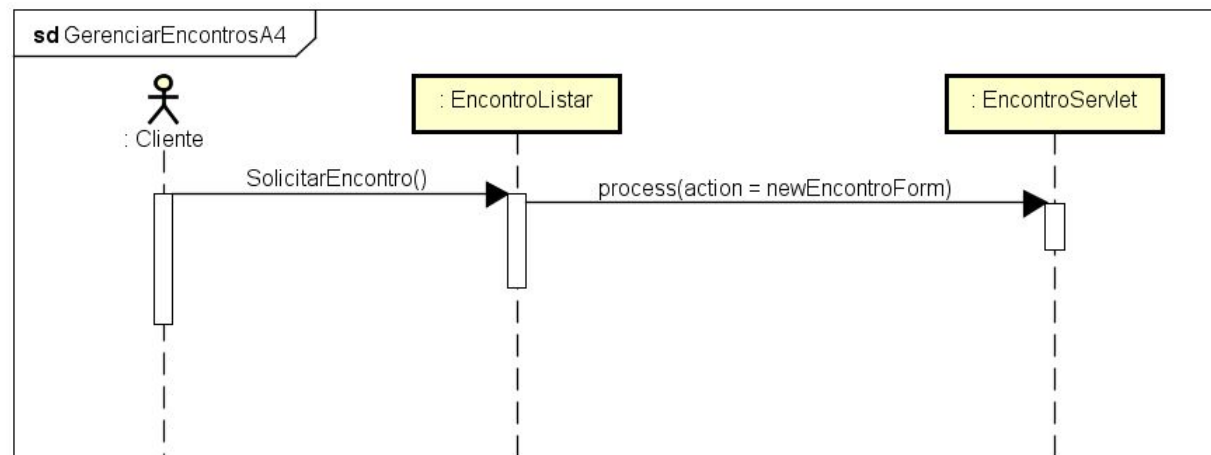 sd GerenciarEncontrosA4
: Cliente
: EncontroListar
: EncontroServlet
SolicitarEncontro()
process(action = newEncontroForm)